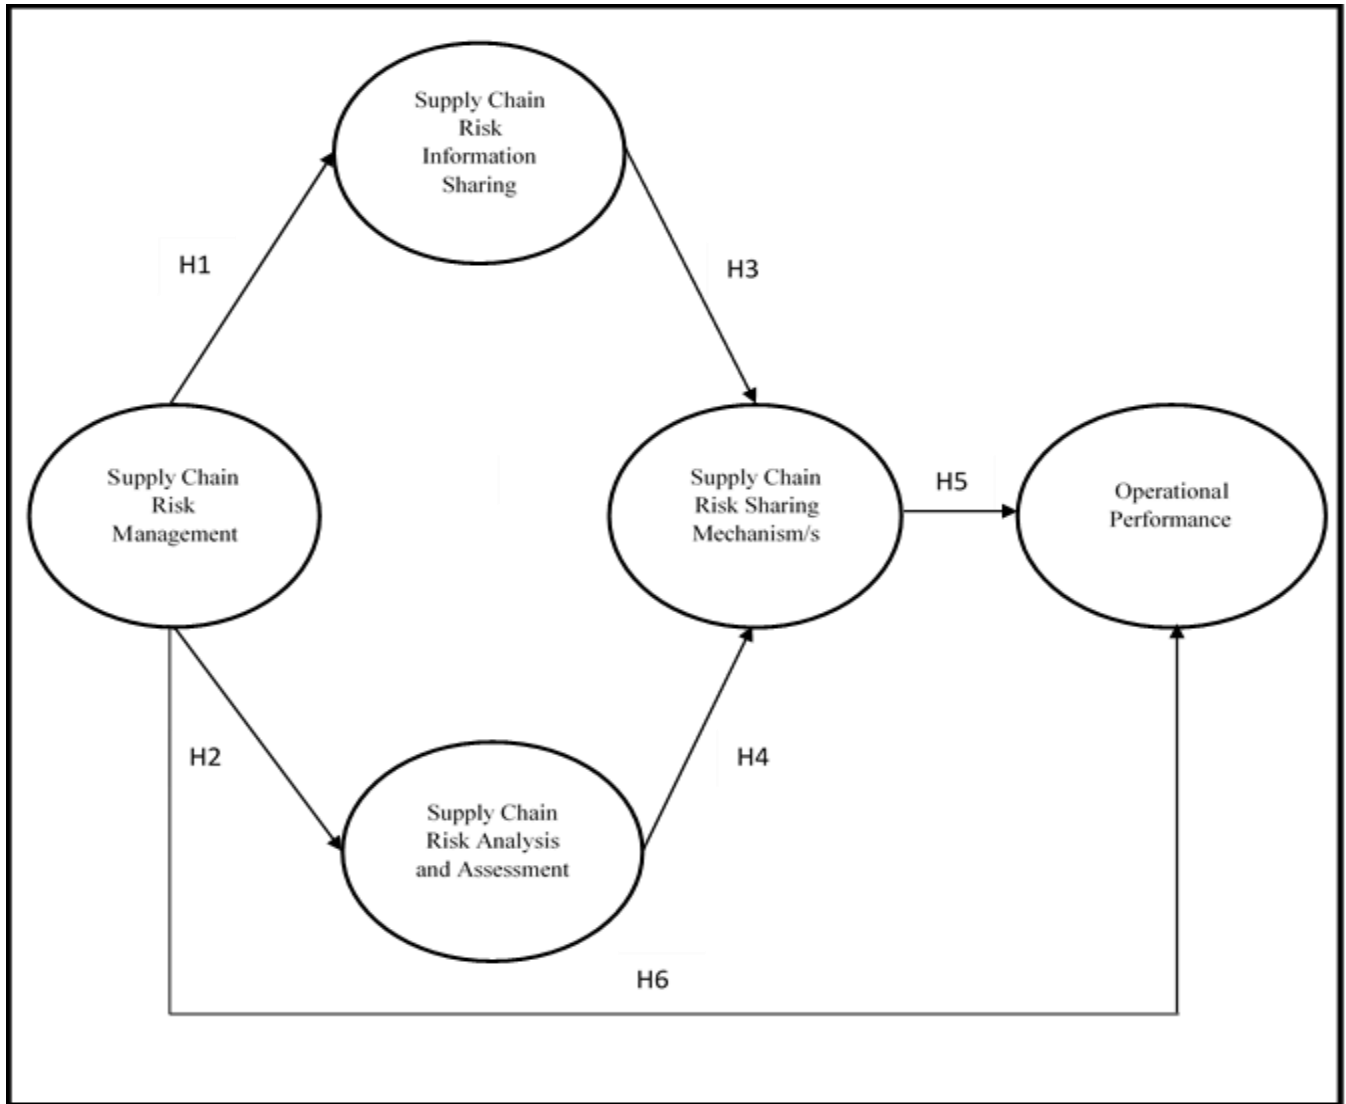 Supply Chain
Risk
Information
Sharing
H1
H3
Supply Chain
Risk
Management
Supply Chain
Risk Sharing
Mechanism/s
H5
Operational
Performance
H2
H4
Supply Chain
Risk Analysis
and Assessment
H6